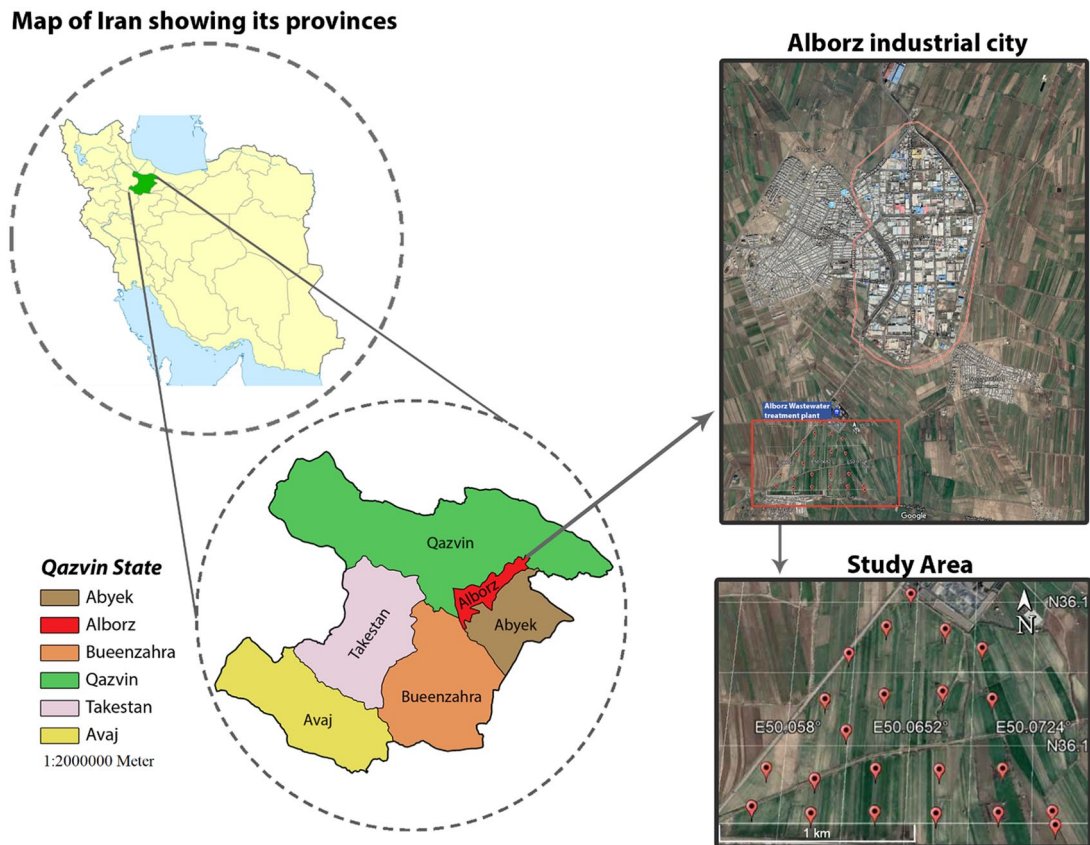 Map of Iran showing its provinces
Alborz industrial city
Alborz Wastewater
treatment plant
Google
Qazvin
Alborz
Abyek
Takestan
Bueenzahra
Avaj
Qazvin State
Abyek
Alborz
Bueenzahra
Qazvin
Takestan
Avaj
1:2000000 Meter
Study Area
N36.1
N
E50.058°
E50.0652°
E50.0724°
N36.1
1 km